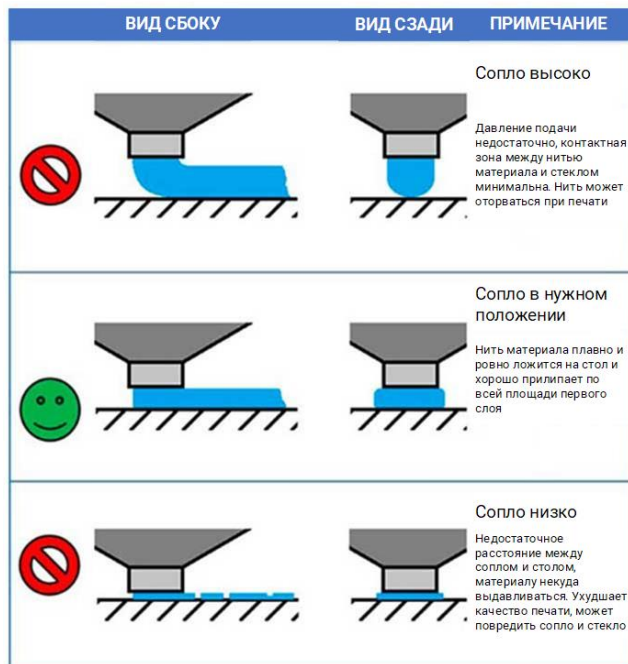 ВИД СБОКУ
ВИД СЗАДИ
ПРИМЕЧАНИЕ
Сопло высоко
Давление подачи
недостаточно, контактная
зона между нитью
материала и стеклом
минимальна. Нить может
оторваться при печати
Сопло в нужном
положении
Нить материала плавно и
ровно ложится на стол и
хорошо прилипает по
всей площади первого
слоя
Сопло низко
Недостаточное
расстояние между
соплом и столом,
материалу некуда
выдавливаться. Ухудшает
качество печати, может
повредить сопло и стекло